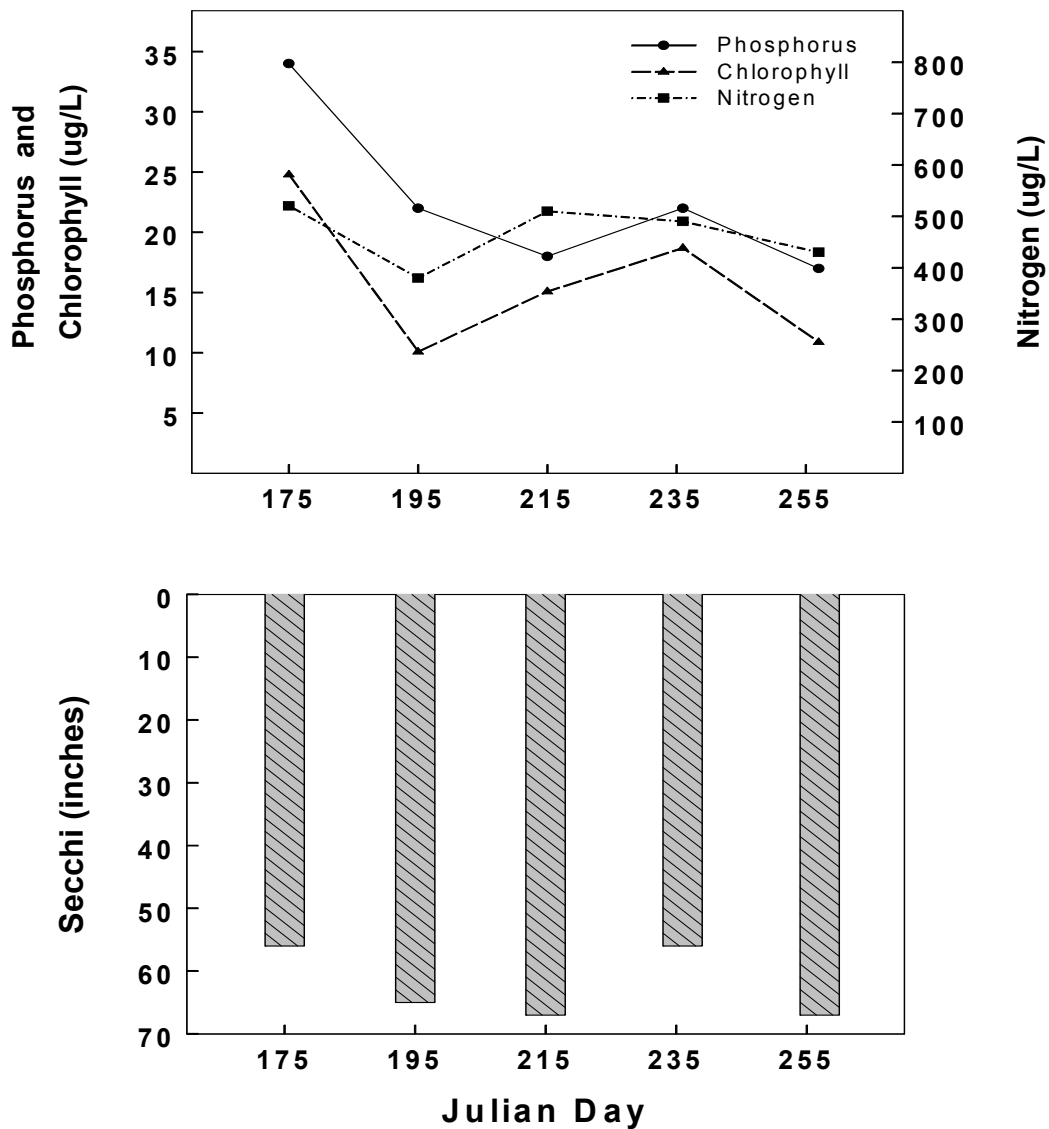 Phosphorus and
Chlorophyll (ug/L)
35
30
25
20
15
10
5
Phosphorus
Chlorophyll
Nitrogen
800
700
600
500
400
300
200
100
Nitrogen (ug/L)
175 195 215 235 255
Secchi (inches)
0
10
20
30
40
50
60
70
175 195 215 235 255
Julian Day